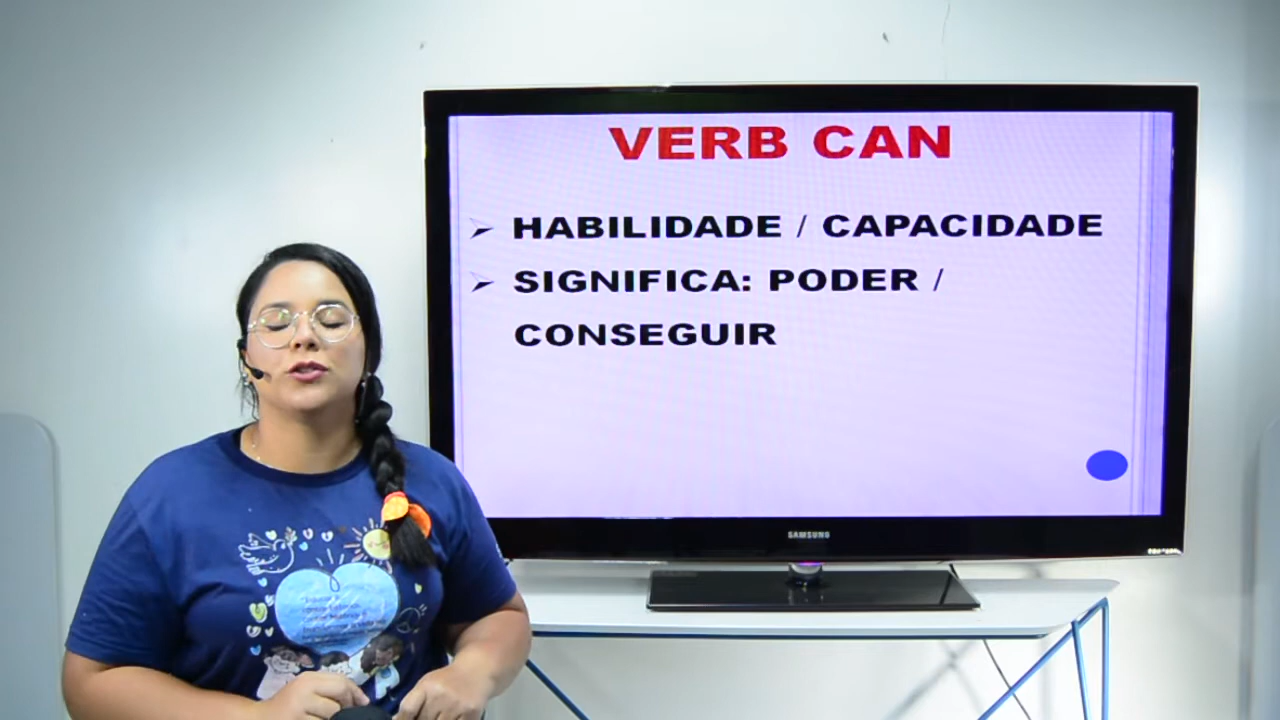 VERB CAN
HABILIDADE / CAPACIDADE
SIGNIFICA: PODER /
CONSEGUIR
SAMSUNG